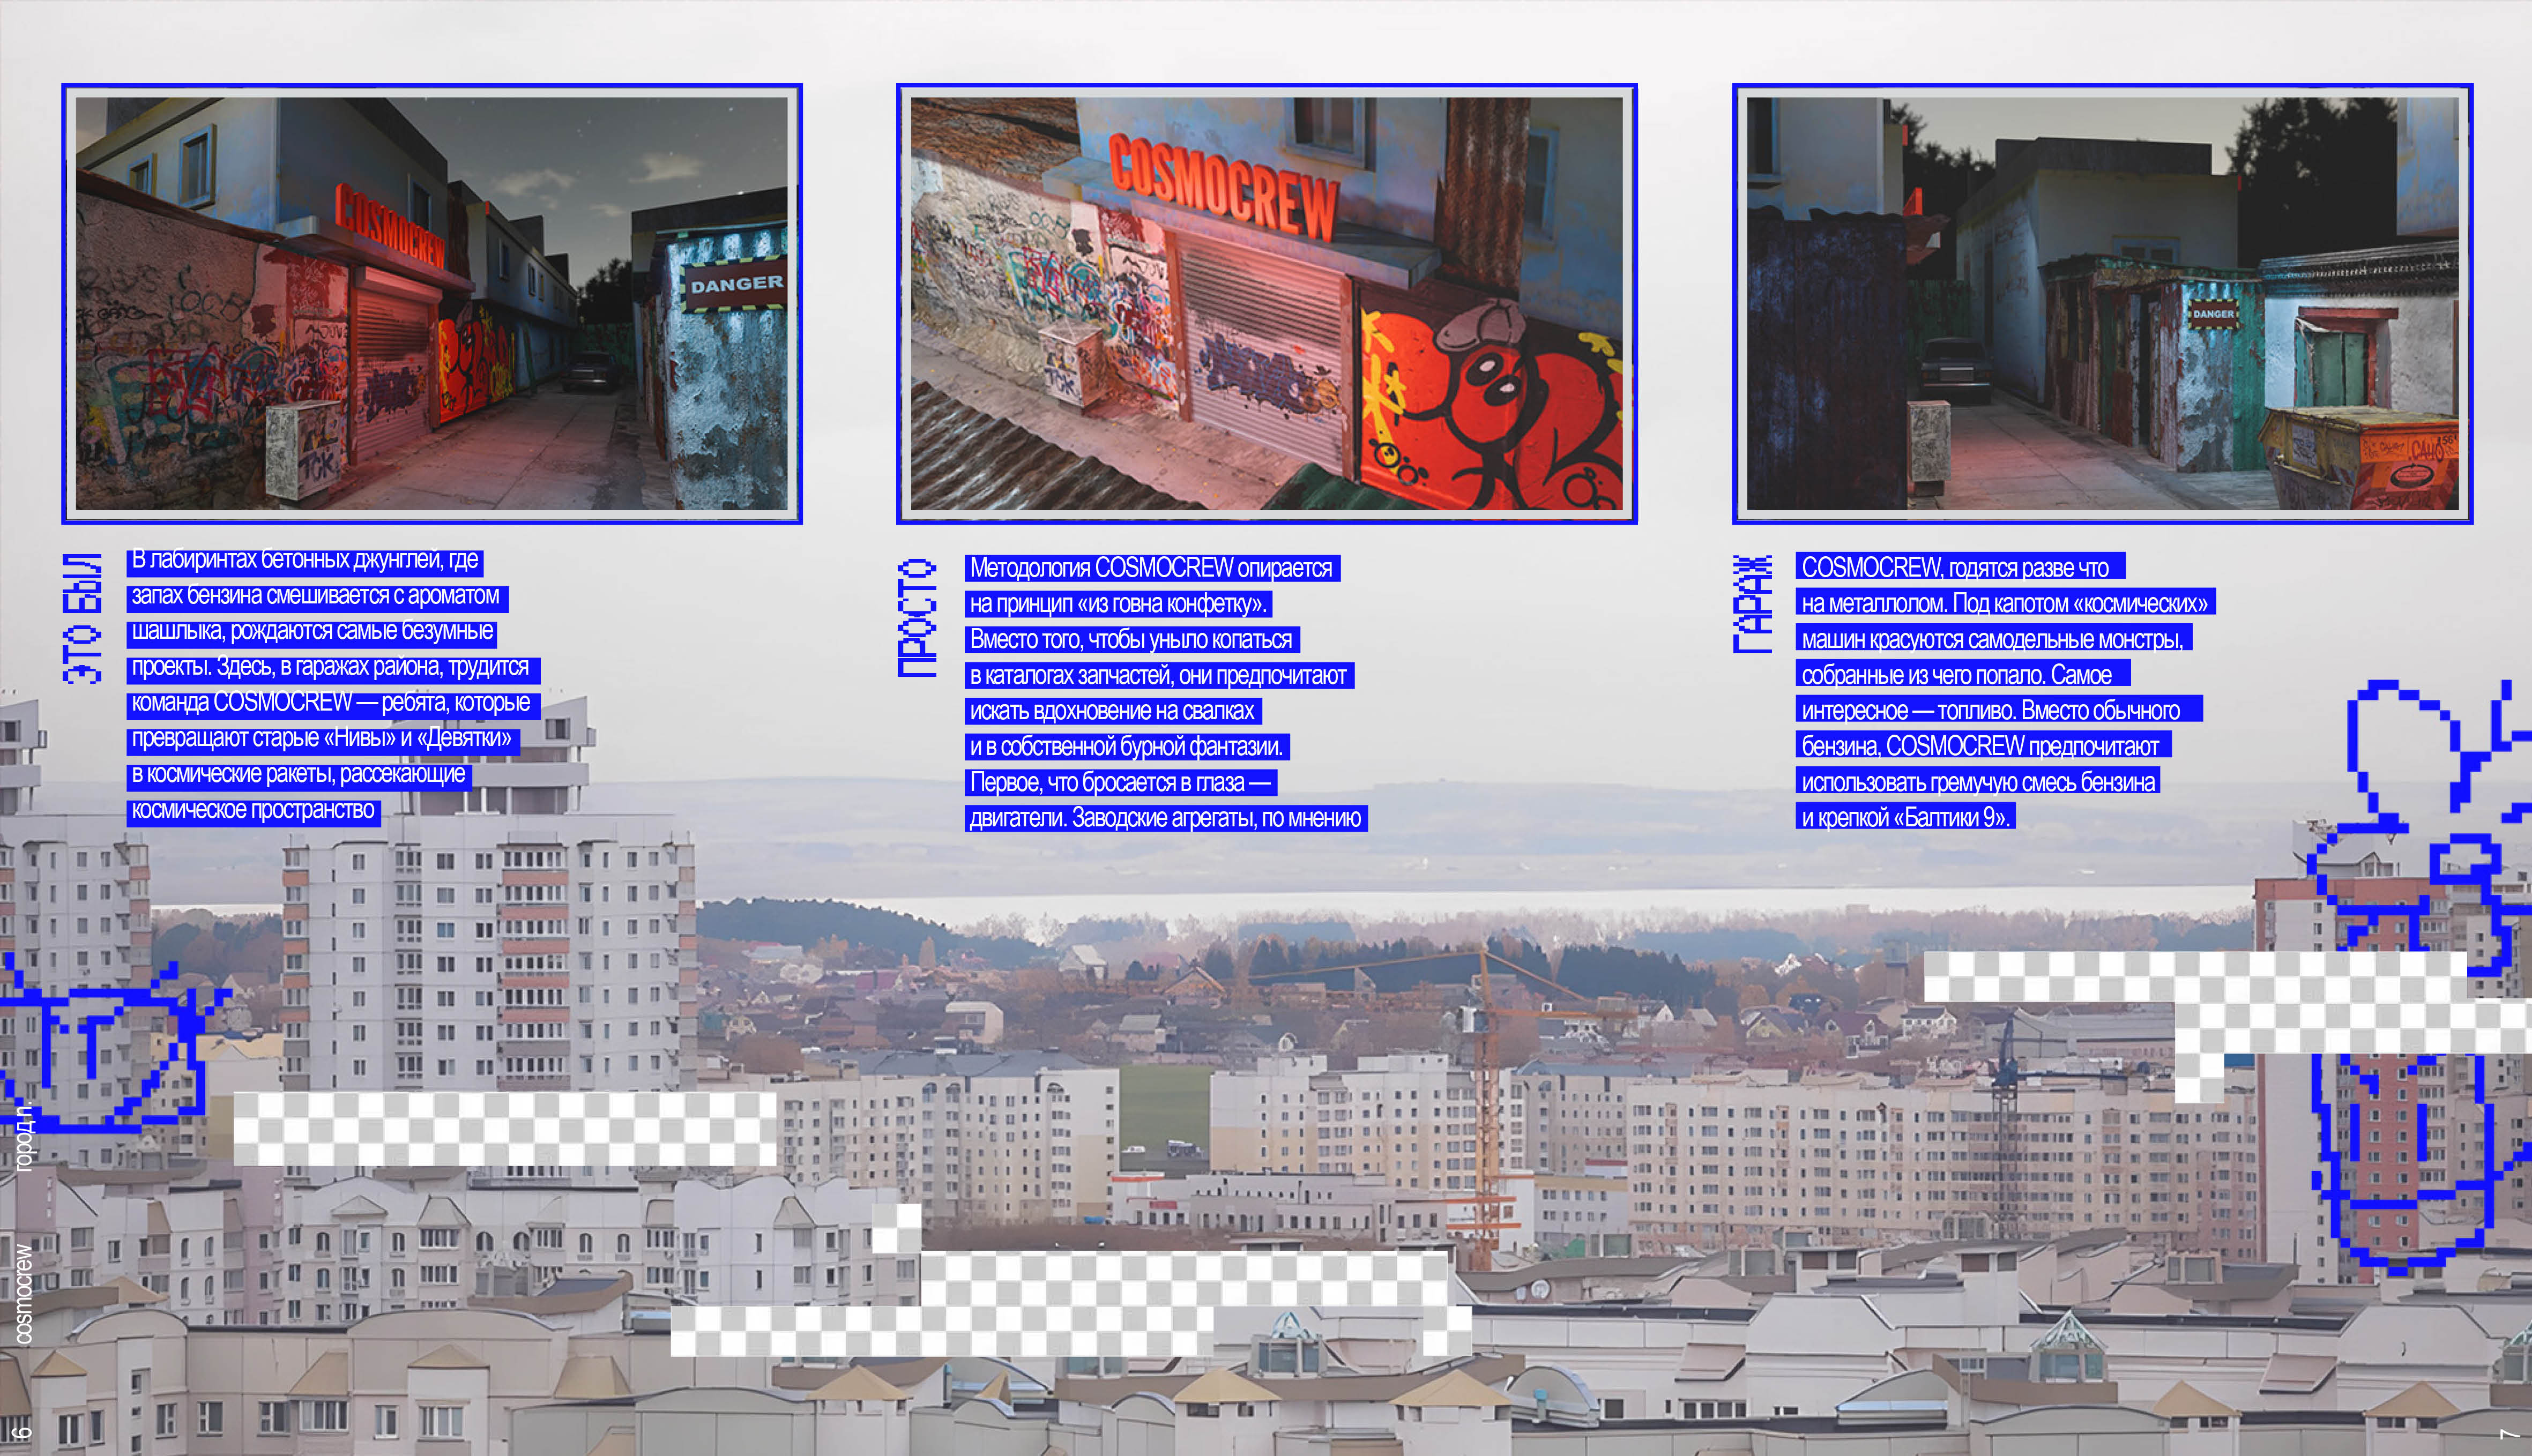 COSMOCREW
DANGER
TCK
COSMOCREW
TCK
DANGER
ЭТО БЫЛ
В лабиринтах бетонных джунглей, где
запах бензина смешивается с ароматом
шашлыка, рождаются самые безумные
проекты. Здесь, в гаражах района, трудится
команда COSMOCREW — ребята, которые
превращают старые «Нивы» и «Девятки»
в космические ракеты, рассекающие
космическое пространство
ПРОСТО
Методология COSMOCREW опирается
на принцип «из говна конфетку».
Вместо того, чтобы уныло копаться
в каталогах запчастей, они предпочитают
искать вдохновение на свалках
и в собственной бурной фантазии.
Первое, что бросается в глаза —
двигатели. Заводские агрегаты, по мнению
ГАРАЖ
COSMOCREW, годятся разве что
на металлолом. Под капотом «космических»
машин красуются самодельные монстры,
собранные из чего попало. Самое
интересное — топливо. Вместо обычного
бензина, COSMOCREW предпочитают
использовать гремучую смесь бензина
и крепкой «Балтики 9».
6 cosmocrew город п.
7